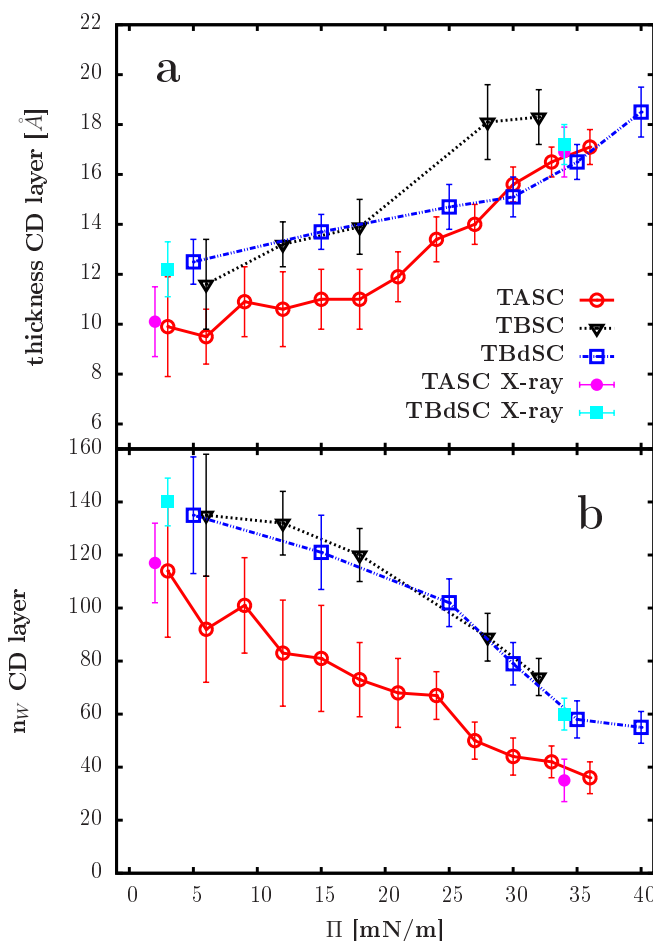 22
20
18
16
14
12
10
8
6
thickness CD layer [Å]
a
TASC
TBSC
TBdSC
TASC X-ray
TBdSC X-ray
160
140
120
100
80
60
40
20
0
n_W CD layer
b
0 5 10 15 20 25 30 35 40
Π [mN/m]